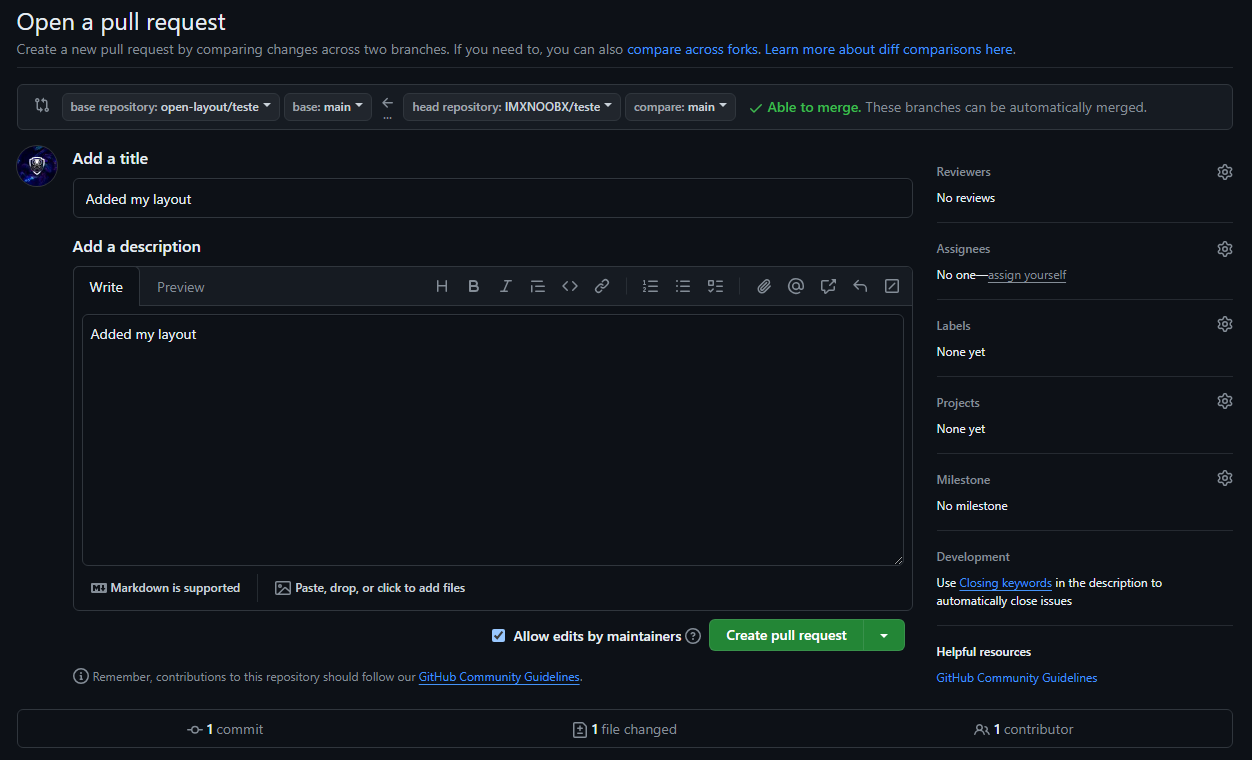 Open a pull request
Create a new pull request by comparing changes across two branches. If you need to, you can also compare across forks. Learn more about diff comparisons here.
base repository: open-layout/teste base: main ... head repository: IMXNOOBX/teste compare: main Able to merge. These branches can be automatically merged.
Add a title
Added my layout
Add a description
Write Preview
Added my layout
Markdown is supported Paste, drop, or click to add files
Allow edits by maintainers Create pull request
Remember, contributions to this repository should follow our GitHub Community Guidelines.
Reviewers
No reviews
Assignees
No one—assign yourself
Labels
None yet
Projects
None yet
Milestone
No milestone
Development
Use Closing keywords in the description to
automatically close issues
Helpful resources
GitHub Community Guidelines
1 commit 1 file changed 1 contributor